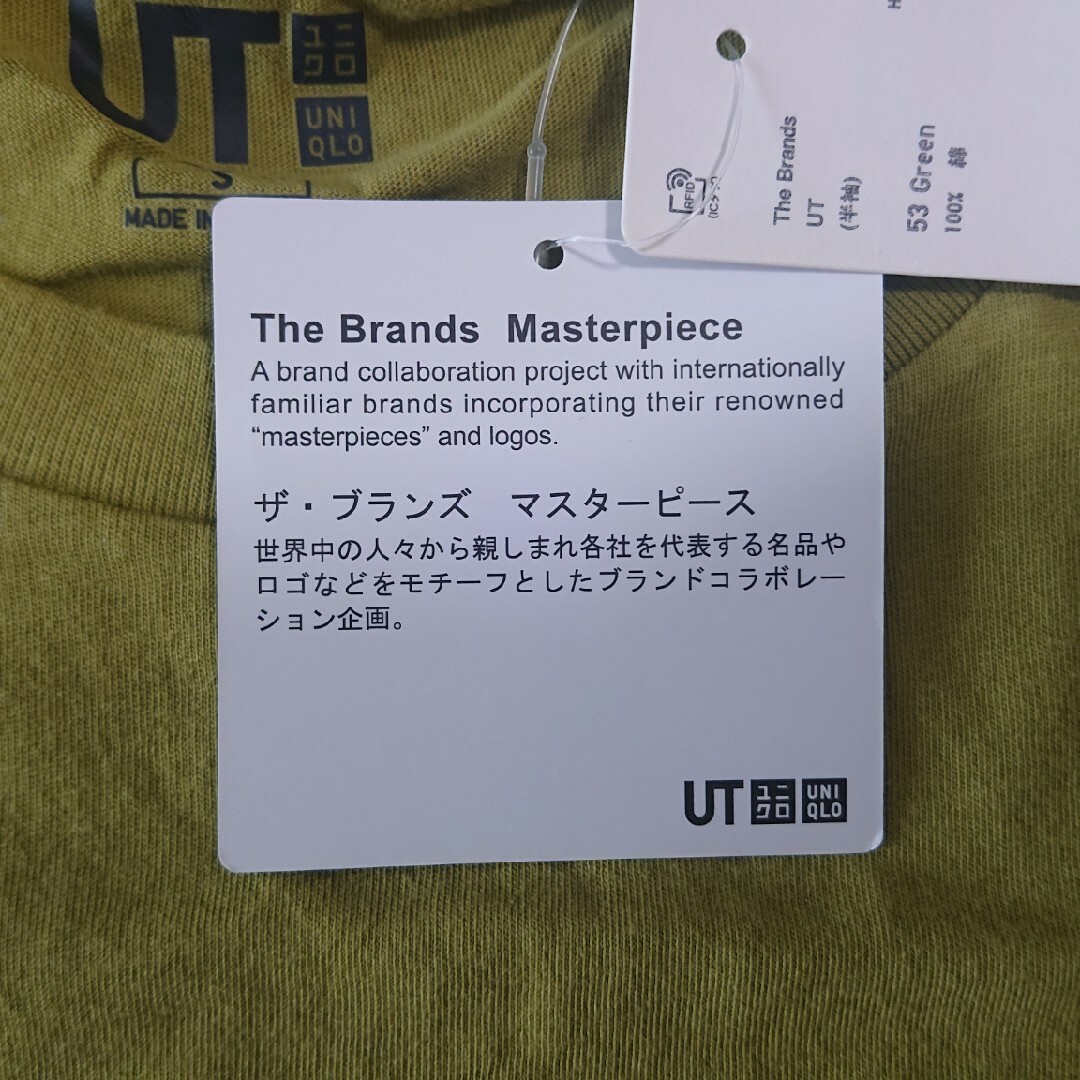 UT ユニクロ UNIQLO
S
MADE IN
The Brands
UT
(半袖)
53 Green
100% 綿
RFID
The Brands Masterpiece
A brand collaboration project with internationally
familiar brands incorporating their renowned
“masterpieces” and logos.
ザ・ブランズ マスターピース
世界中の人々から親しまれ各社を代表する名品や
ロゴなどをモチーフとしたブランドコラボレー
ション企画。
UT ユニクロ UNIQLO